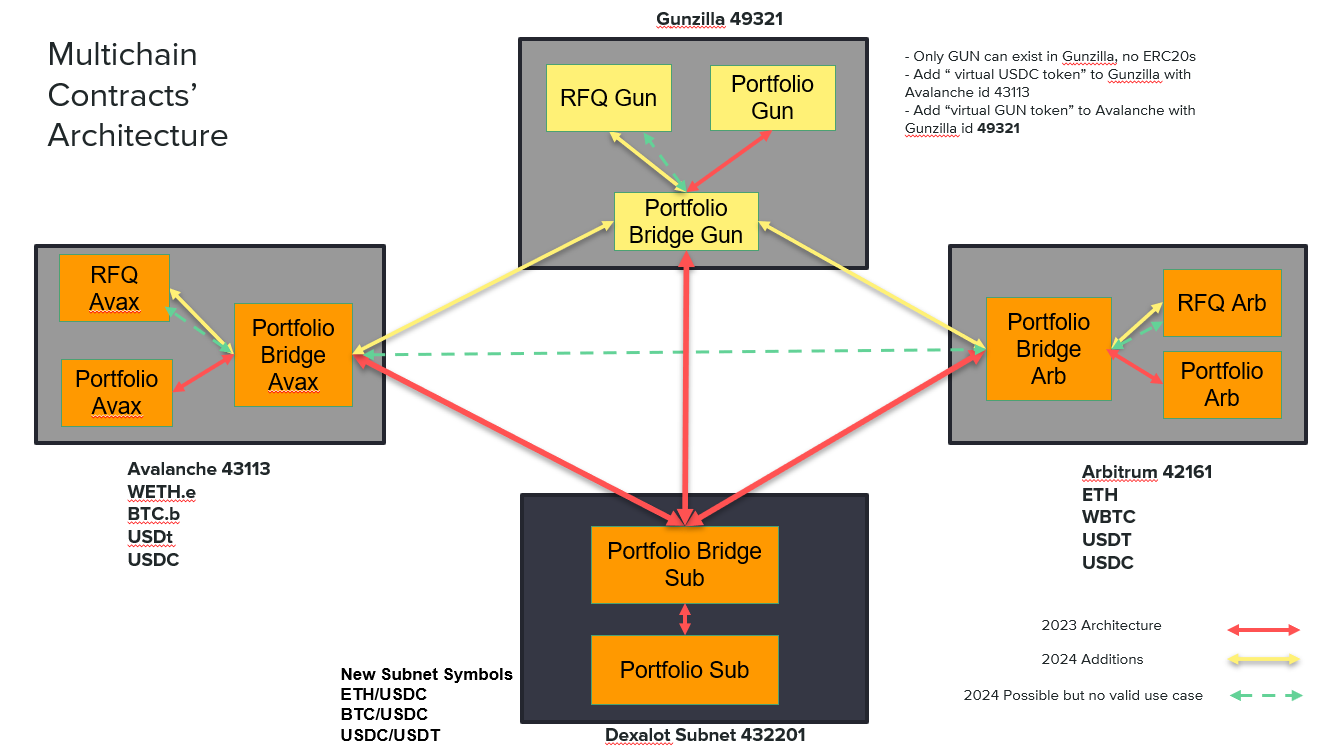 Multichain
Contracts’
Architecture
Gunzilla 49321
- Only GUN can exist in Gunzilla, no ERC20s
- Add “ virtual USDC token” to Gunzilla with
Avalanche id 43113
- Add “virtual GUN token” to Avalanche with
Gunzilla id 49321
RFQ Gun
Portfolio
Gun
Portfolio
Bridge Gun
RFQ
Avax
Portfolio
Bridge
Avax
Portfolio
Avax
Portfolio
Bridge
Arb
RFQ Arb
Portfolio
Arb
Avalanche 43113
WETH.e
BTC.b
USDt
USDC
Arbitrum 42161
ETH
WBTC
USDT
USDC
Portfolio Bridge
Sub
Portfolio Sub
New Subnet Symbols
ETH/USDC
BTC/USDC
USDC/USDT
Dexalot Subnet 432201
2023 Architecture
2024 Additions
2024 Possible but no valid use case